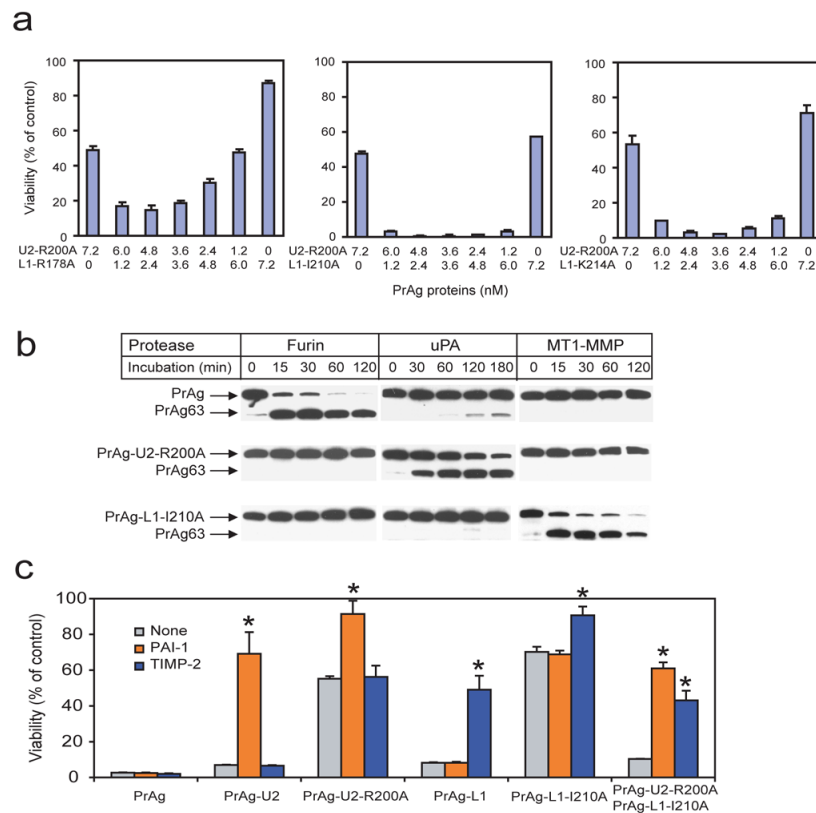 a
Viability (% of control)
100
80
60
40
20
0
U2-R200A 7.2 6.0 4.8 3.6 2.4 1.2 0
L1-R178A 0 1.2 2.4 3.6 4.8 6.0 7.2
100
80
60
40
20
0
U2-R200A 7.2 6.0 4.8 3.6 2.4 1.2 0
L1-I210A 0 1.2 2.4 3.6 4.8 6.0 7.2
100
80
60
40
20
0
U2-R200A 7.2 6.0 4.8 3.6 2.4 1.2 0
L1-K214A 0 1.2 2.4 3.6 4.8 6.0 7.2
PrAg proteins (nM)
b
Protease Furin uPA MT1-MMP
Incubation (min) 0 15 30 60 120 0 30 60 120 180 0 15 30 60 120
PrAg
PrAg63
PrAg-U2-R200A
PrAg63
PrAg-L1-I210A
PrAg63
c
Viability (% of control)
100
80
60
40
20
0
None
PAI-1
TIMP-2
* * * * * *
PrAg PrAg-U2 PrAg-U2-R200A PrAg-L1 PrAg-L1-I210A PrAg-U2-R200A
PrAg-L1-I210A